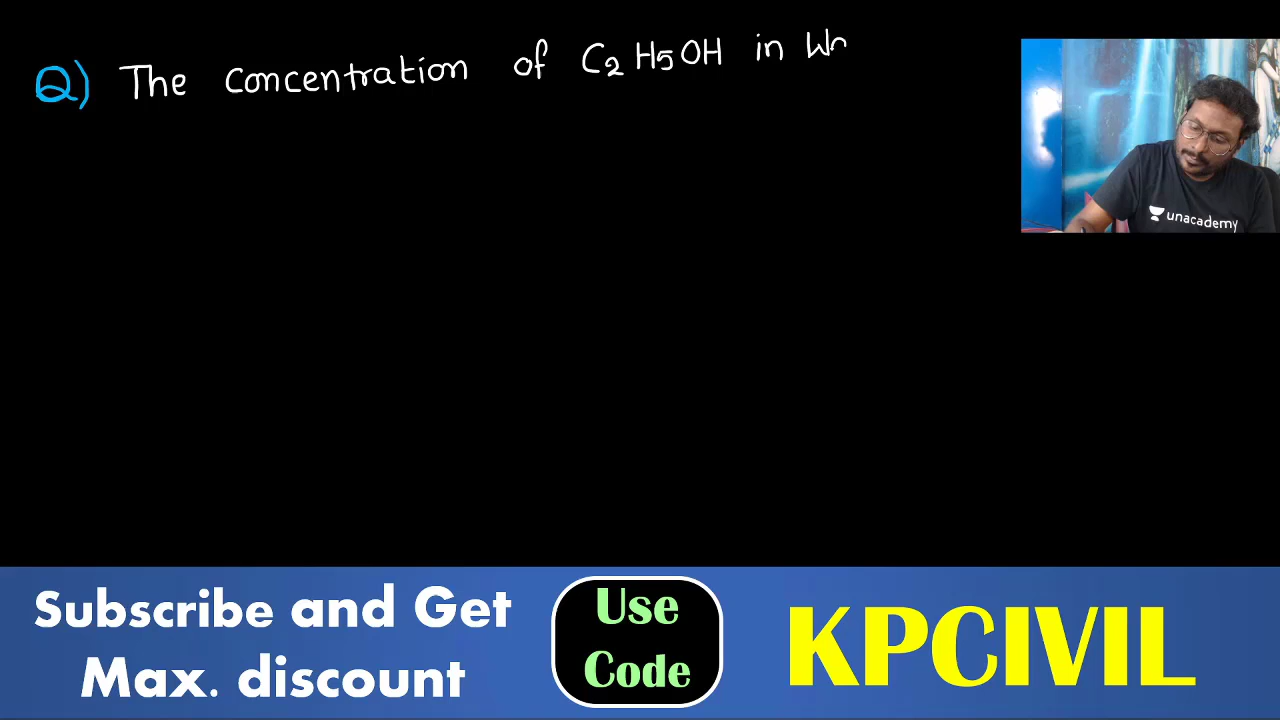 Q) The Concentration of C₂H₅OH in
unacademy
Subscribe and Get
Max. discount
Use
Code
KPCIVIL